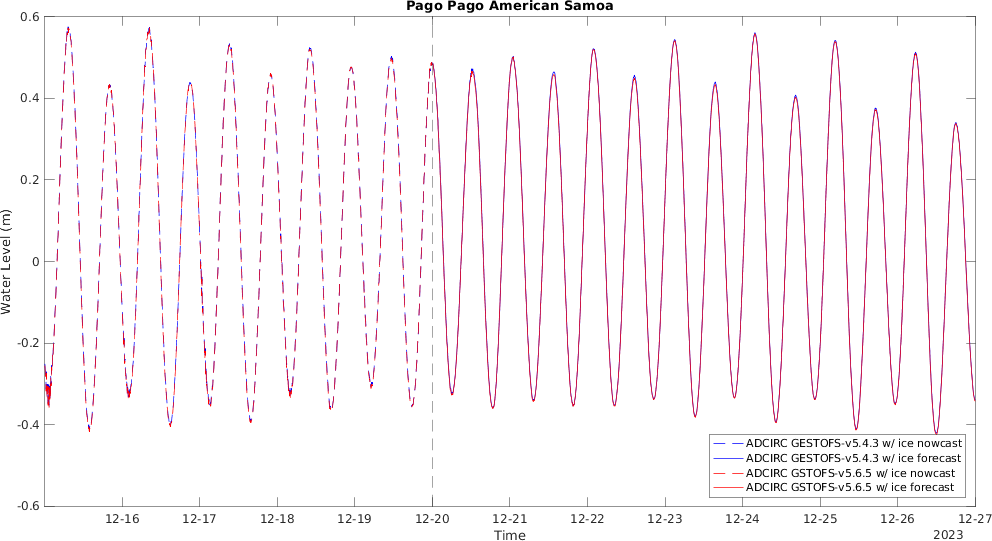 Pago Pago American Samoa
0.6
0.4
0.2
0
-0.2
-0.4
-0.6
Water Level (m)
12-16 12-17 12-18 12-19 12-20 12-21 12-22 12-23 12-24 12-25 12-26 12-27
Time
2023
ADCIRC GESTOFS-v5.4.3 w/ ice nowcast
ADCIRC GESTOFS-v5.4.3 w/ ice forecast
ADCIRC GSTOFS-v5.6.5 w/ ice nowcast
ADCIRC GSTOFS-v5.6.5 w/ ice forecast